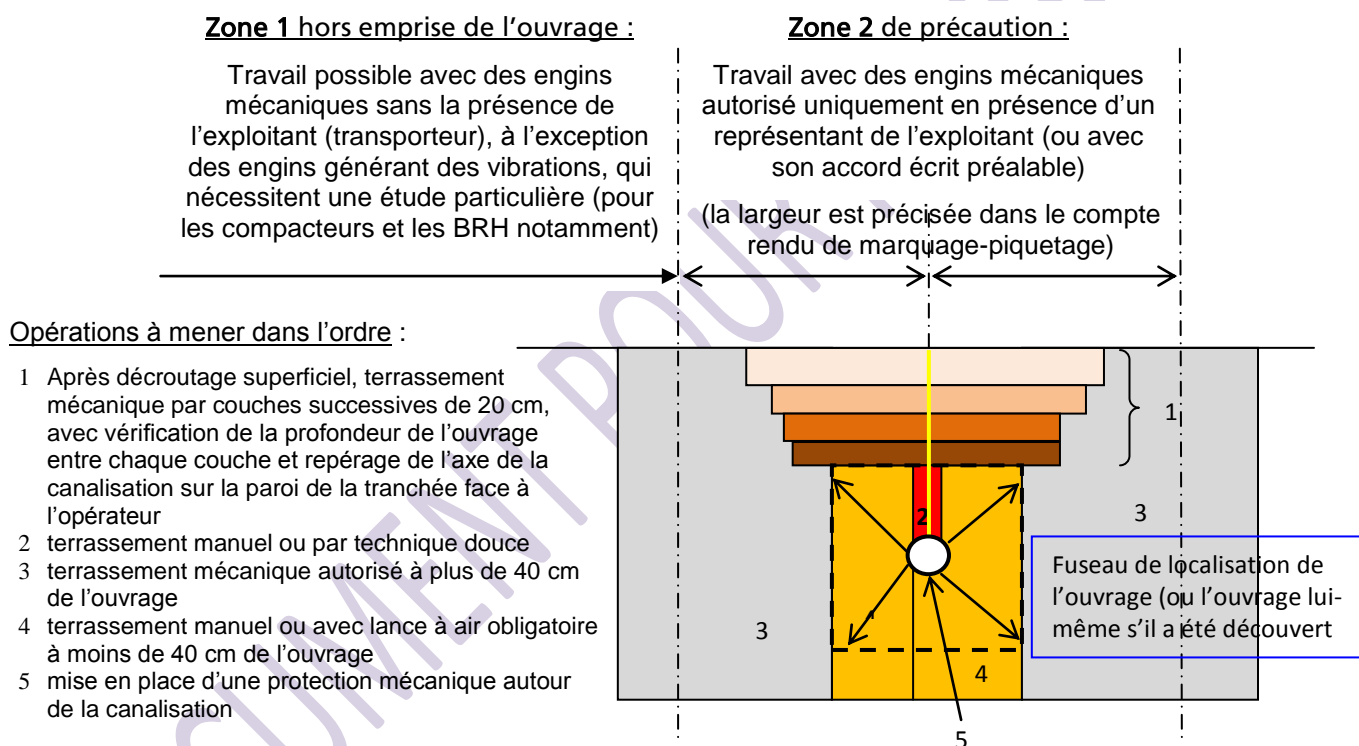 Zone 1 hors emprise de l’ouvrage :
Travail possible avec des engins
mécaniques sans la présence de
l’exploitant (transporteur), à l’exception
des engins générant des vibrations, qui
nécessitent une étude particulière (pour
les compacteurs et les BRH notamment)
Zone 2 de précaution :
Travail avec des engins mécaniques
autorisé uniquement en présence d’un
représentant de l’exploitant (ou avec
son accord écrit préalable)
(la largeur est précisée dans le compte
rendu de marquage-piquetage)
Opérations à mener dans l’ordre :
1 Après décroutage superficiel, terrassement
mécanique par couches successives de 20 cm,
avec vérification de la profondeur de l’ouvrage
entre chaque couche et repérage de l’axe de la
canalisation sur la paroi de la tranchée face à
l’opérateur
2 terrassement manuel ou par technique douce
3 terrassement mécanique autorisé à plus de 40 cm
de l’ouvrage
4 terrassement manuel ou avec lance à air obligatoire
à moins de 40 cm de l’ouvrage
5 mise en place d’une protection mécanique autour
de la canalisation
1
2
3
Fuseau de localisation de
l’ouvrage (ou l’ouvrage lui-
même s’il a été découvert
3
4
5
UMENT POUR